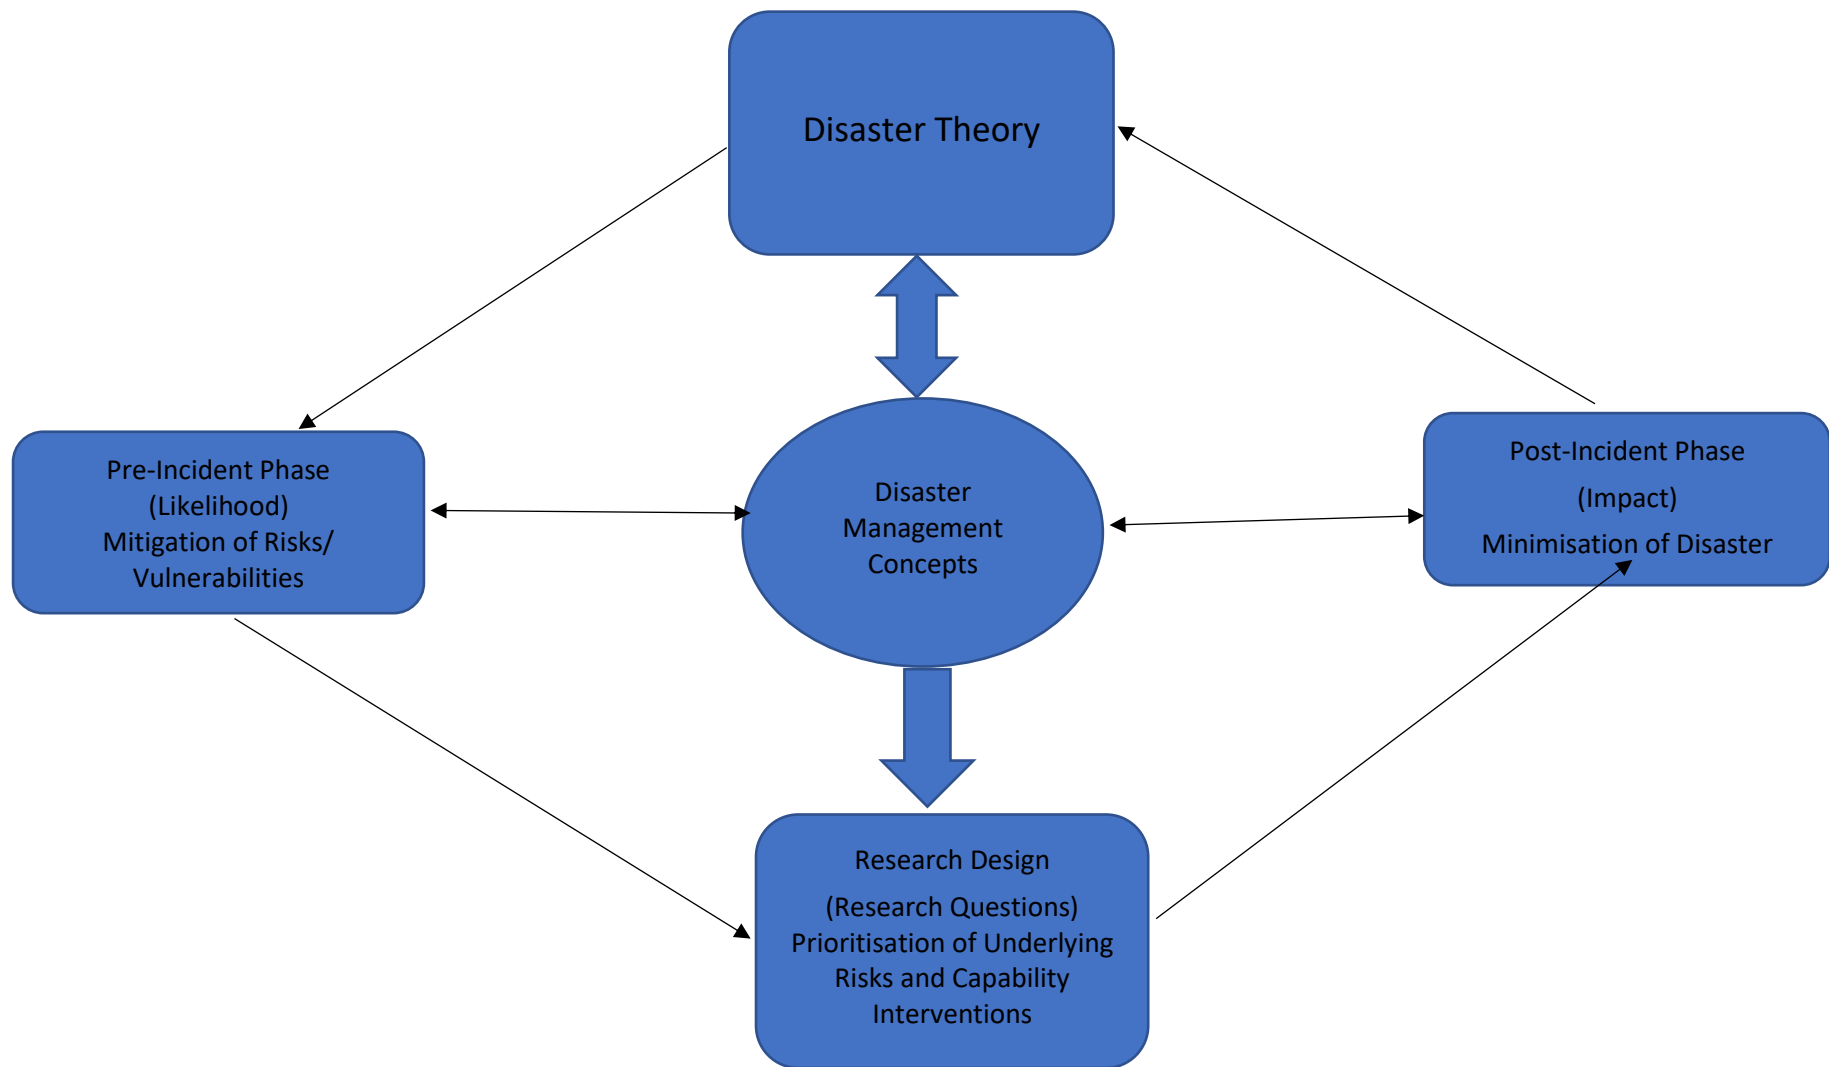 Disaster Theory
Pre-Incident Phase
(Likelihood)
Mitigation of Risks/
Vulnerabilities
Disaster
Management
Concepts
Post-Incident Phase
(Impact)
Minimisation of Disaster
Research Design
(Research Questions)
Prioritisation of Underlying
Risks and Capability
Interventions